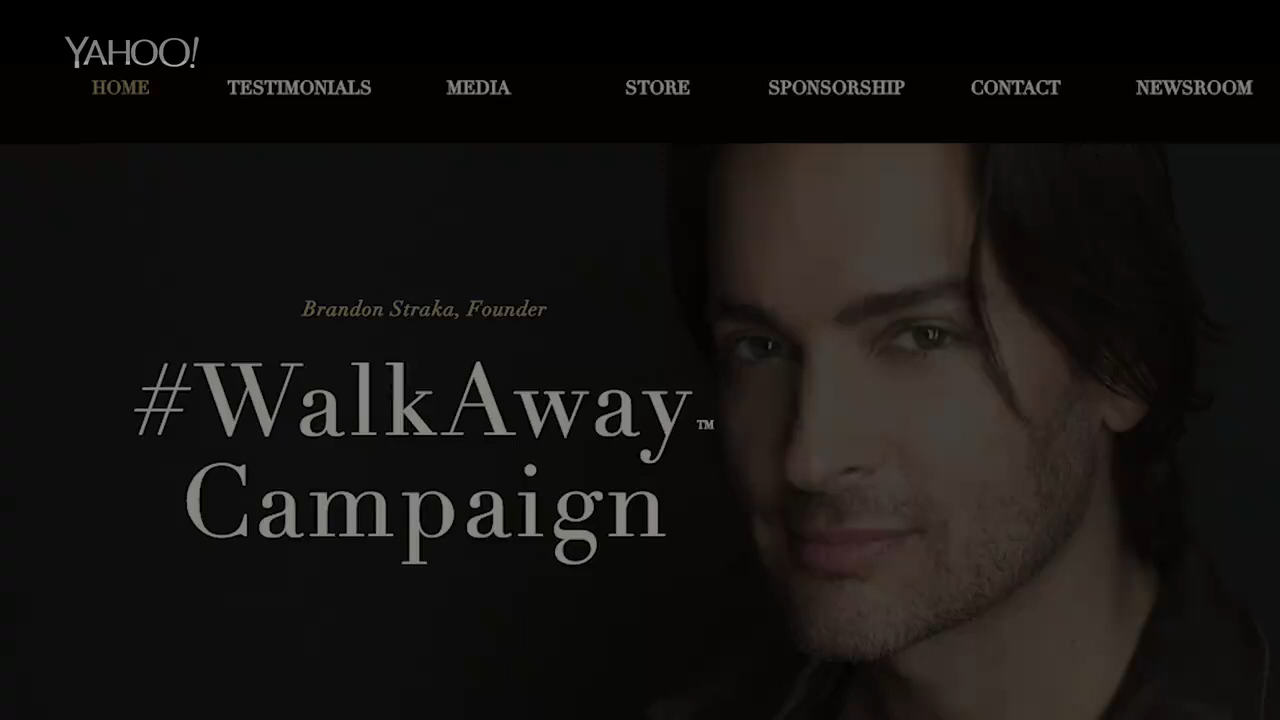 YAHOO!
HOME TESTIMONIALS MEDIA STORE SPONSORSHIP CONTACT NEWSROOM
Brandon Straka, Founder
#WalkAway™
Campaign